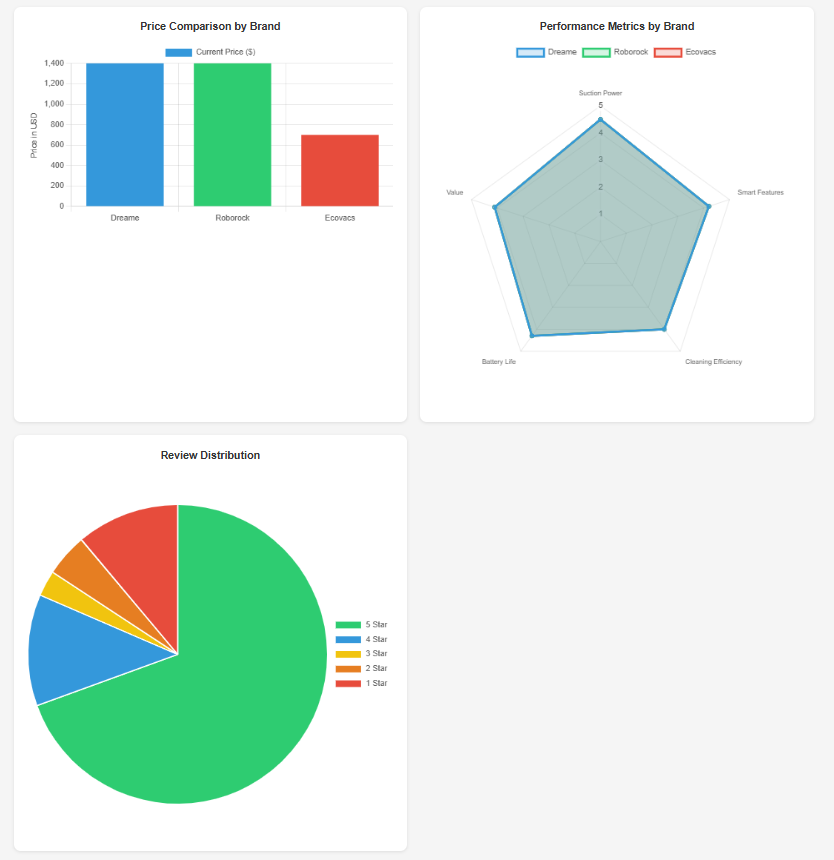 Price Comparison by Brand
Current Price ($)
Price in USD
1,400
1,200
1,000
800
600
400
200
0
Dreame Roborock Ecovacs
Performance Metrics by Brand
Dreame Roborock Ecovacs
Suction Power
5
4
3
2
1
Value
Smart Features
Battery Life
Cleaning Efficiency
Review Distribution
5 Star
4 Star
3 Star
2 Star
1 Star